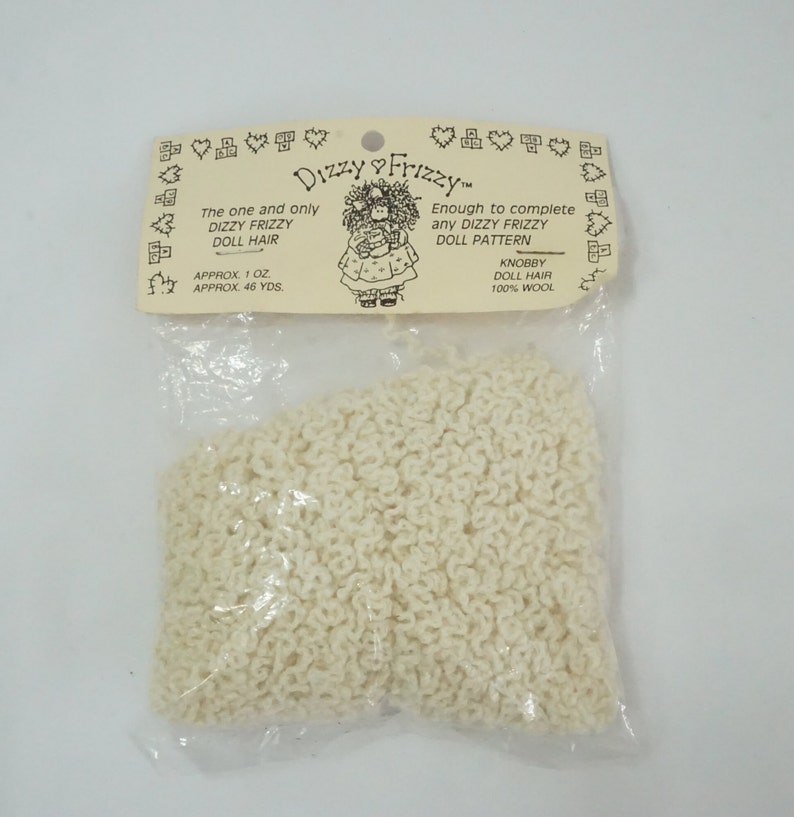 Dizzy Frizzy™
The one and only
DIZZY FRIZZY
DOLL HAIR
APPROX. 1 OZ.
APPROX. 46 YDS.
Enough to complete
any DIZZY FRIZZY
DOLL PATTERN
KNOBBY
DOLL HAIR
100% WOOL